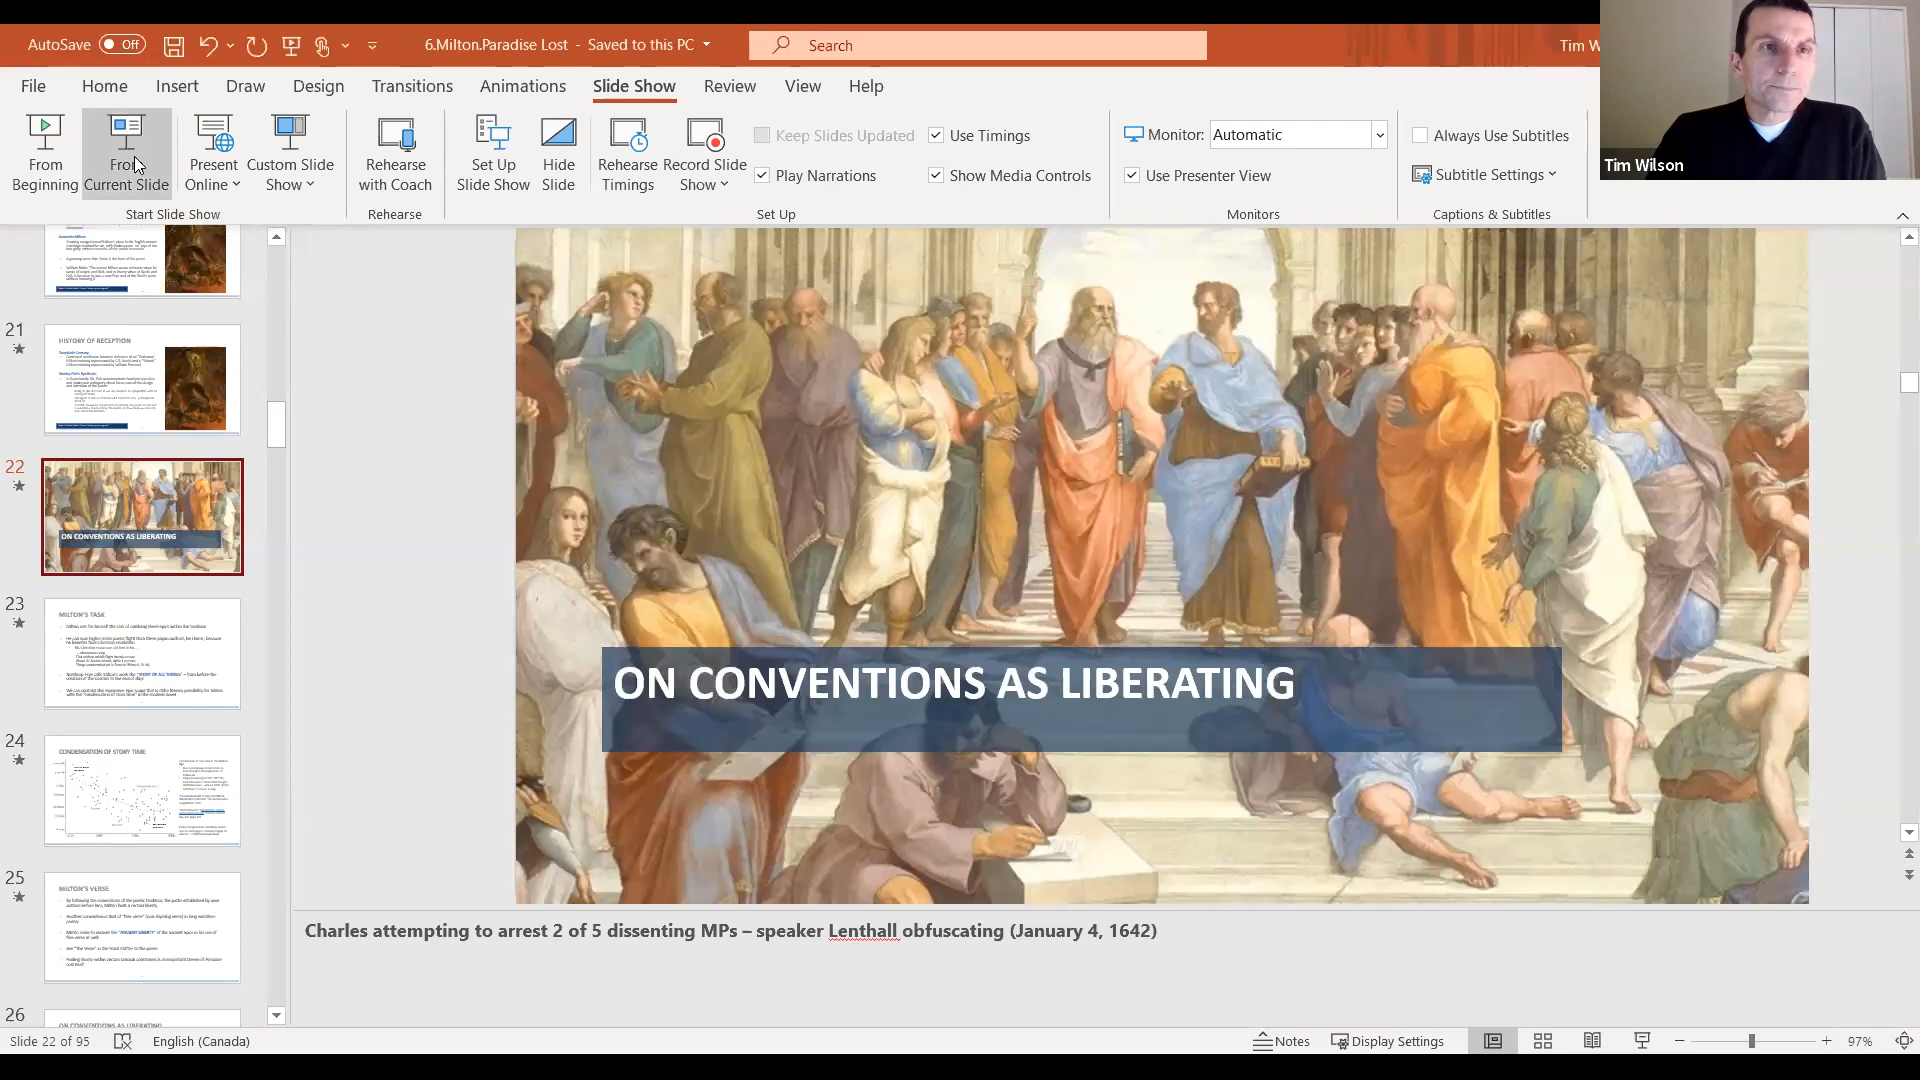 AutoSave Off
6.Milton.Paradise Lost - Saved to this PC
Search
Tim W
File Home Insert Draw Design Transitions Animations Slide Show Review View Help
From Beginning
From Current Slide
Present Online
Custom Slide Show
Rehearse with Coach
Set Up Slide Show
Hide Slide
Rehearse Timings
Record Slide Show
Keep Slides Updated
Play Narrations
Use Timings
Show Media Controls
Monitor: Automatic
Use Presenter View
Always Use Subtitles
Subtitle Settings
Tim Wilson
Start Slide Show
Rehearse
Set Up
Monitors
Captions & Subtitles
21
HISTORY OF RECEPTION
22
ON CONVENTIONS AS LIBERATING
23
MILTON'S TASK
24
CONDENSATION OF STORY TIME
25
MILTON'S VERSE
26
ON CONVENTIONS AS LIBERATING
ON CONVENTIONS AS LIBERATING
Charles attempting to arrest 2 of 5 dissenting MPs – speaker Lenthall obfuscating (January 4, 1642)
Slide 22 of 95
English (Canada)
Notes
Display Settings
97%